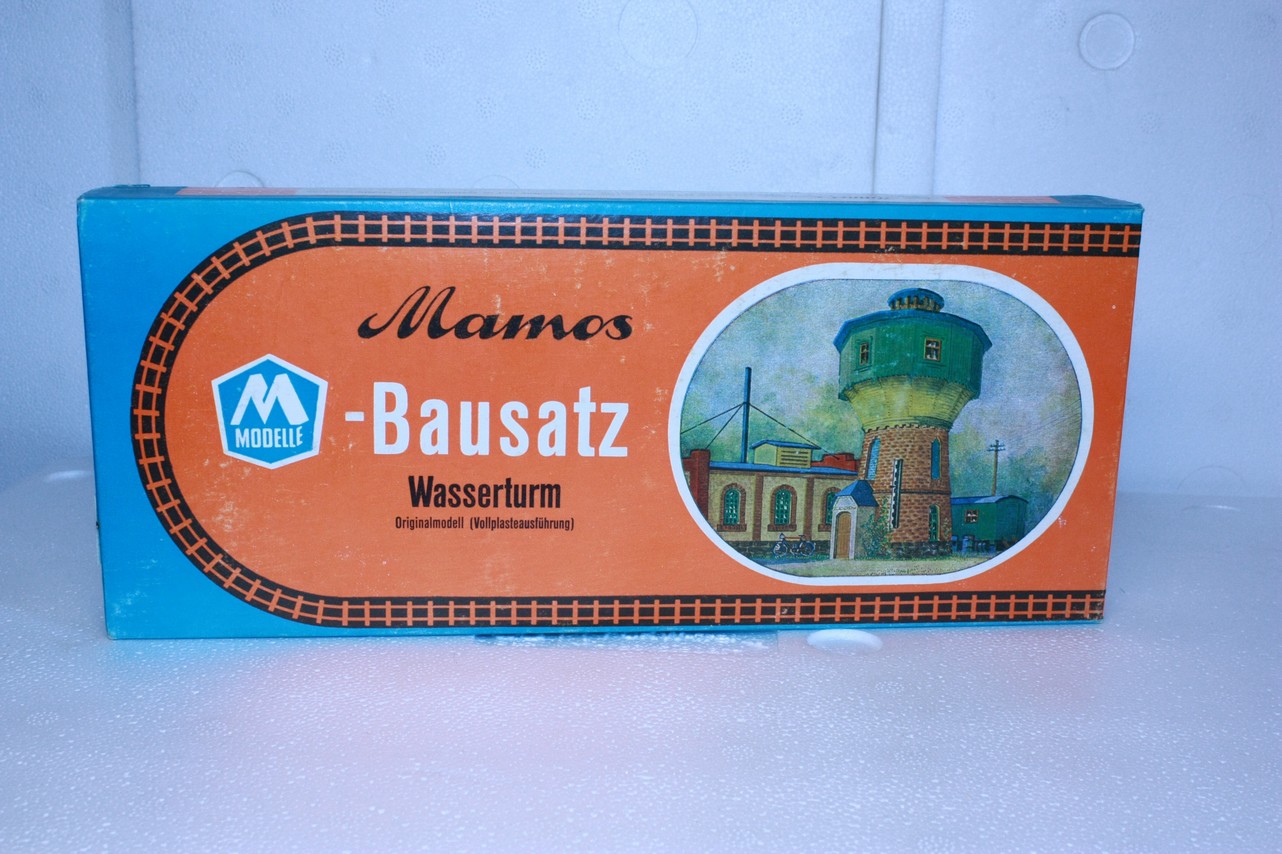 Mamos
M
MODELLE
-Bausatz
Wasserturm
Originalmodell (Vollplasteausführung)